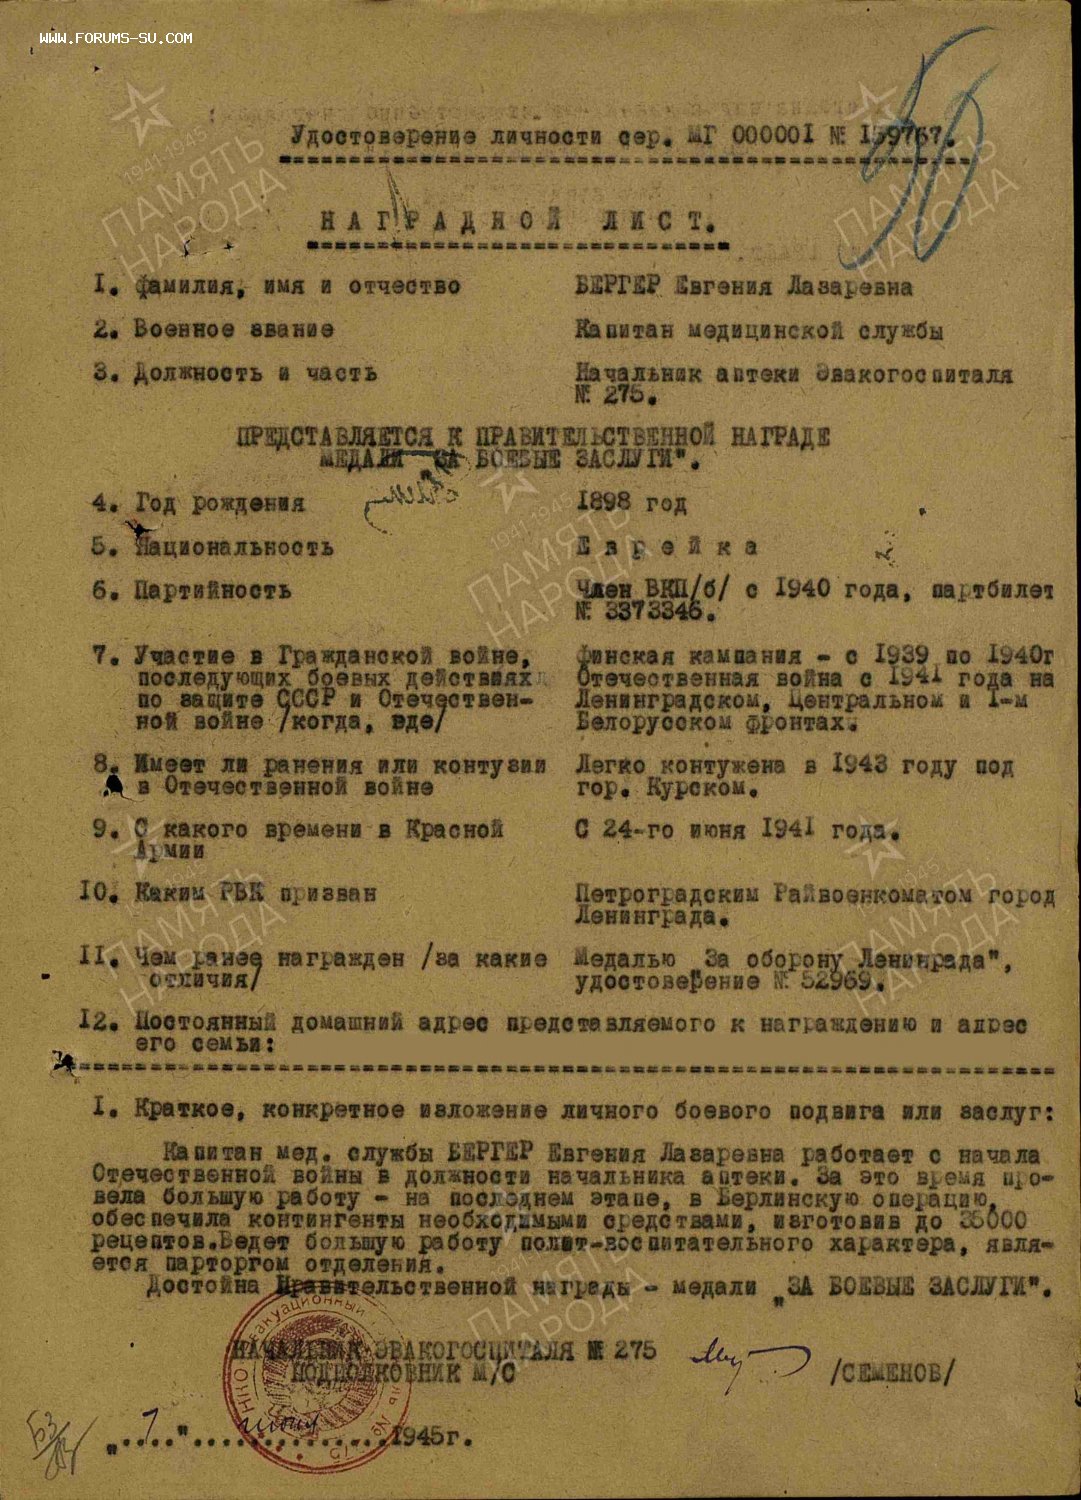 WWW.FORUMS-SU.COM
Удостоверение личности сер. МГ 000001 № 159767.
НАГРАДНОЙ ЛИСТ.
1. Фамилия, имя и отчество БЕРГЕР Евгения Лазаревна
2. Военное звание Капитан медицинской службы
3. Должность и часть Начальник аптеки Эвакогоспиталя
№ 275.
ПРЕДСТАВЛЯЕТСЯ К ПРАВИТЕЛЬСТВЕННОЙ НАГРАДЕ
МЕДАЛИ "ЗА БОЕВЫЕ ЗАСЛУГИ".
4. Год рождения 1898 год
5. Национальность Еврейка
6. Партийность Член ВКП/б/ с 1940 года, партбилет
№ 3373346.
7. Участие в Гражданской войне, Финская кампания - с 1939 по 1940г
последующих боевых действиях Отечественная война с 1941 года на
по защите СССР и Отечествен- Ленинградском, Центральном и 1-м
ной войне /когда, где/ Белорусском фронтах.
8. Имеет ли ранения или контузии Легко контужена в 1943 году под
в Отечественной войне гор. Курском.
9. С какого времени в Красной С 24-го июня 1941 года.
Армии
10. Каким РВК призван Петроградским Райвоенкоматом город
Ленинграда.
11. Чем ранее награжден /за какие Медалью За оборону Ленинрада",
отличия/ удостоверение № 52969.
12. Постоянный домашний адрес представляемого к награждению и адрес
его семьи:
1. Краткое, конкретное изложение личного боевого подвига или заслуг:
Капитан мед. службы БЕРГЕР Евгения Лазаревна работает с начала
Отечественной войны в должности начальника аптеки. За это время про-
вела большую работу - на последнем этапе, в Берлинскую операцию,
обеспечила контингенты необходимыми средствами, изготовив до 35000
рецептов.Ведет большую работу полит-воспитательного характера, явля-
ется парторгом отделения.
Достойна Правительственной награды - медали "ЗА БОЕВЫЕ ЗАСЛУГИ".
НАЧАЛЬНИК ЭВАКОГОСПИТАЛЯ № 275
ПОДПОЛКОВНИК М/С /СЕМЕНОВ/
"7" июня 1945г.
1941-1945
ПАМЯТЬ
НАРОДА